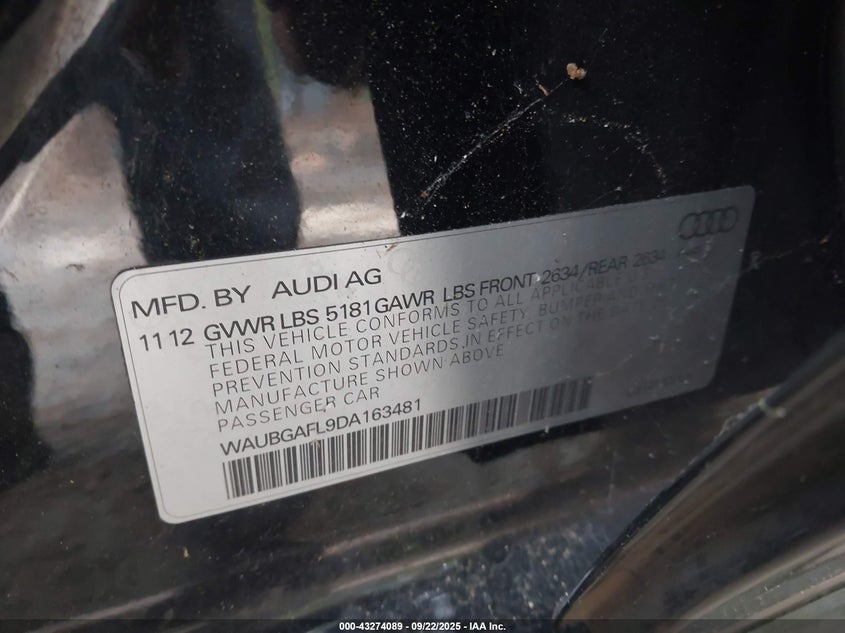 MFD. BY AUDI AG
11 12 GVWR LBS 5181 GAWR LBS FRONT 2634/REAR 2634
THIS VEHICLE CONFORMS TO ALL APPLICABLE
FEDERAL MOTOR VEHICLE SAFETY, BUMPER AND
PREVENTION STANDARDS IN EFFECT ON THE DATE
MANUFACTURE SHOWN ABOVE
PASSENGER CAR
WAUBGAFL9DA163481
000-43274089 - 09/22/2025 - IAA Inc.